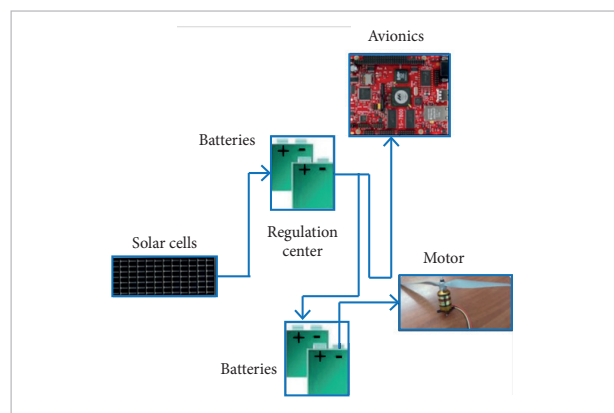 Avionics
Batteries
Regulation
center
Solar cells
Motor
Batteries